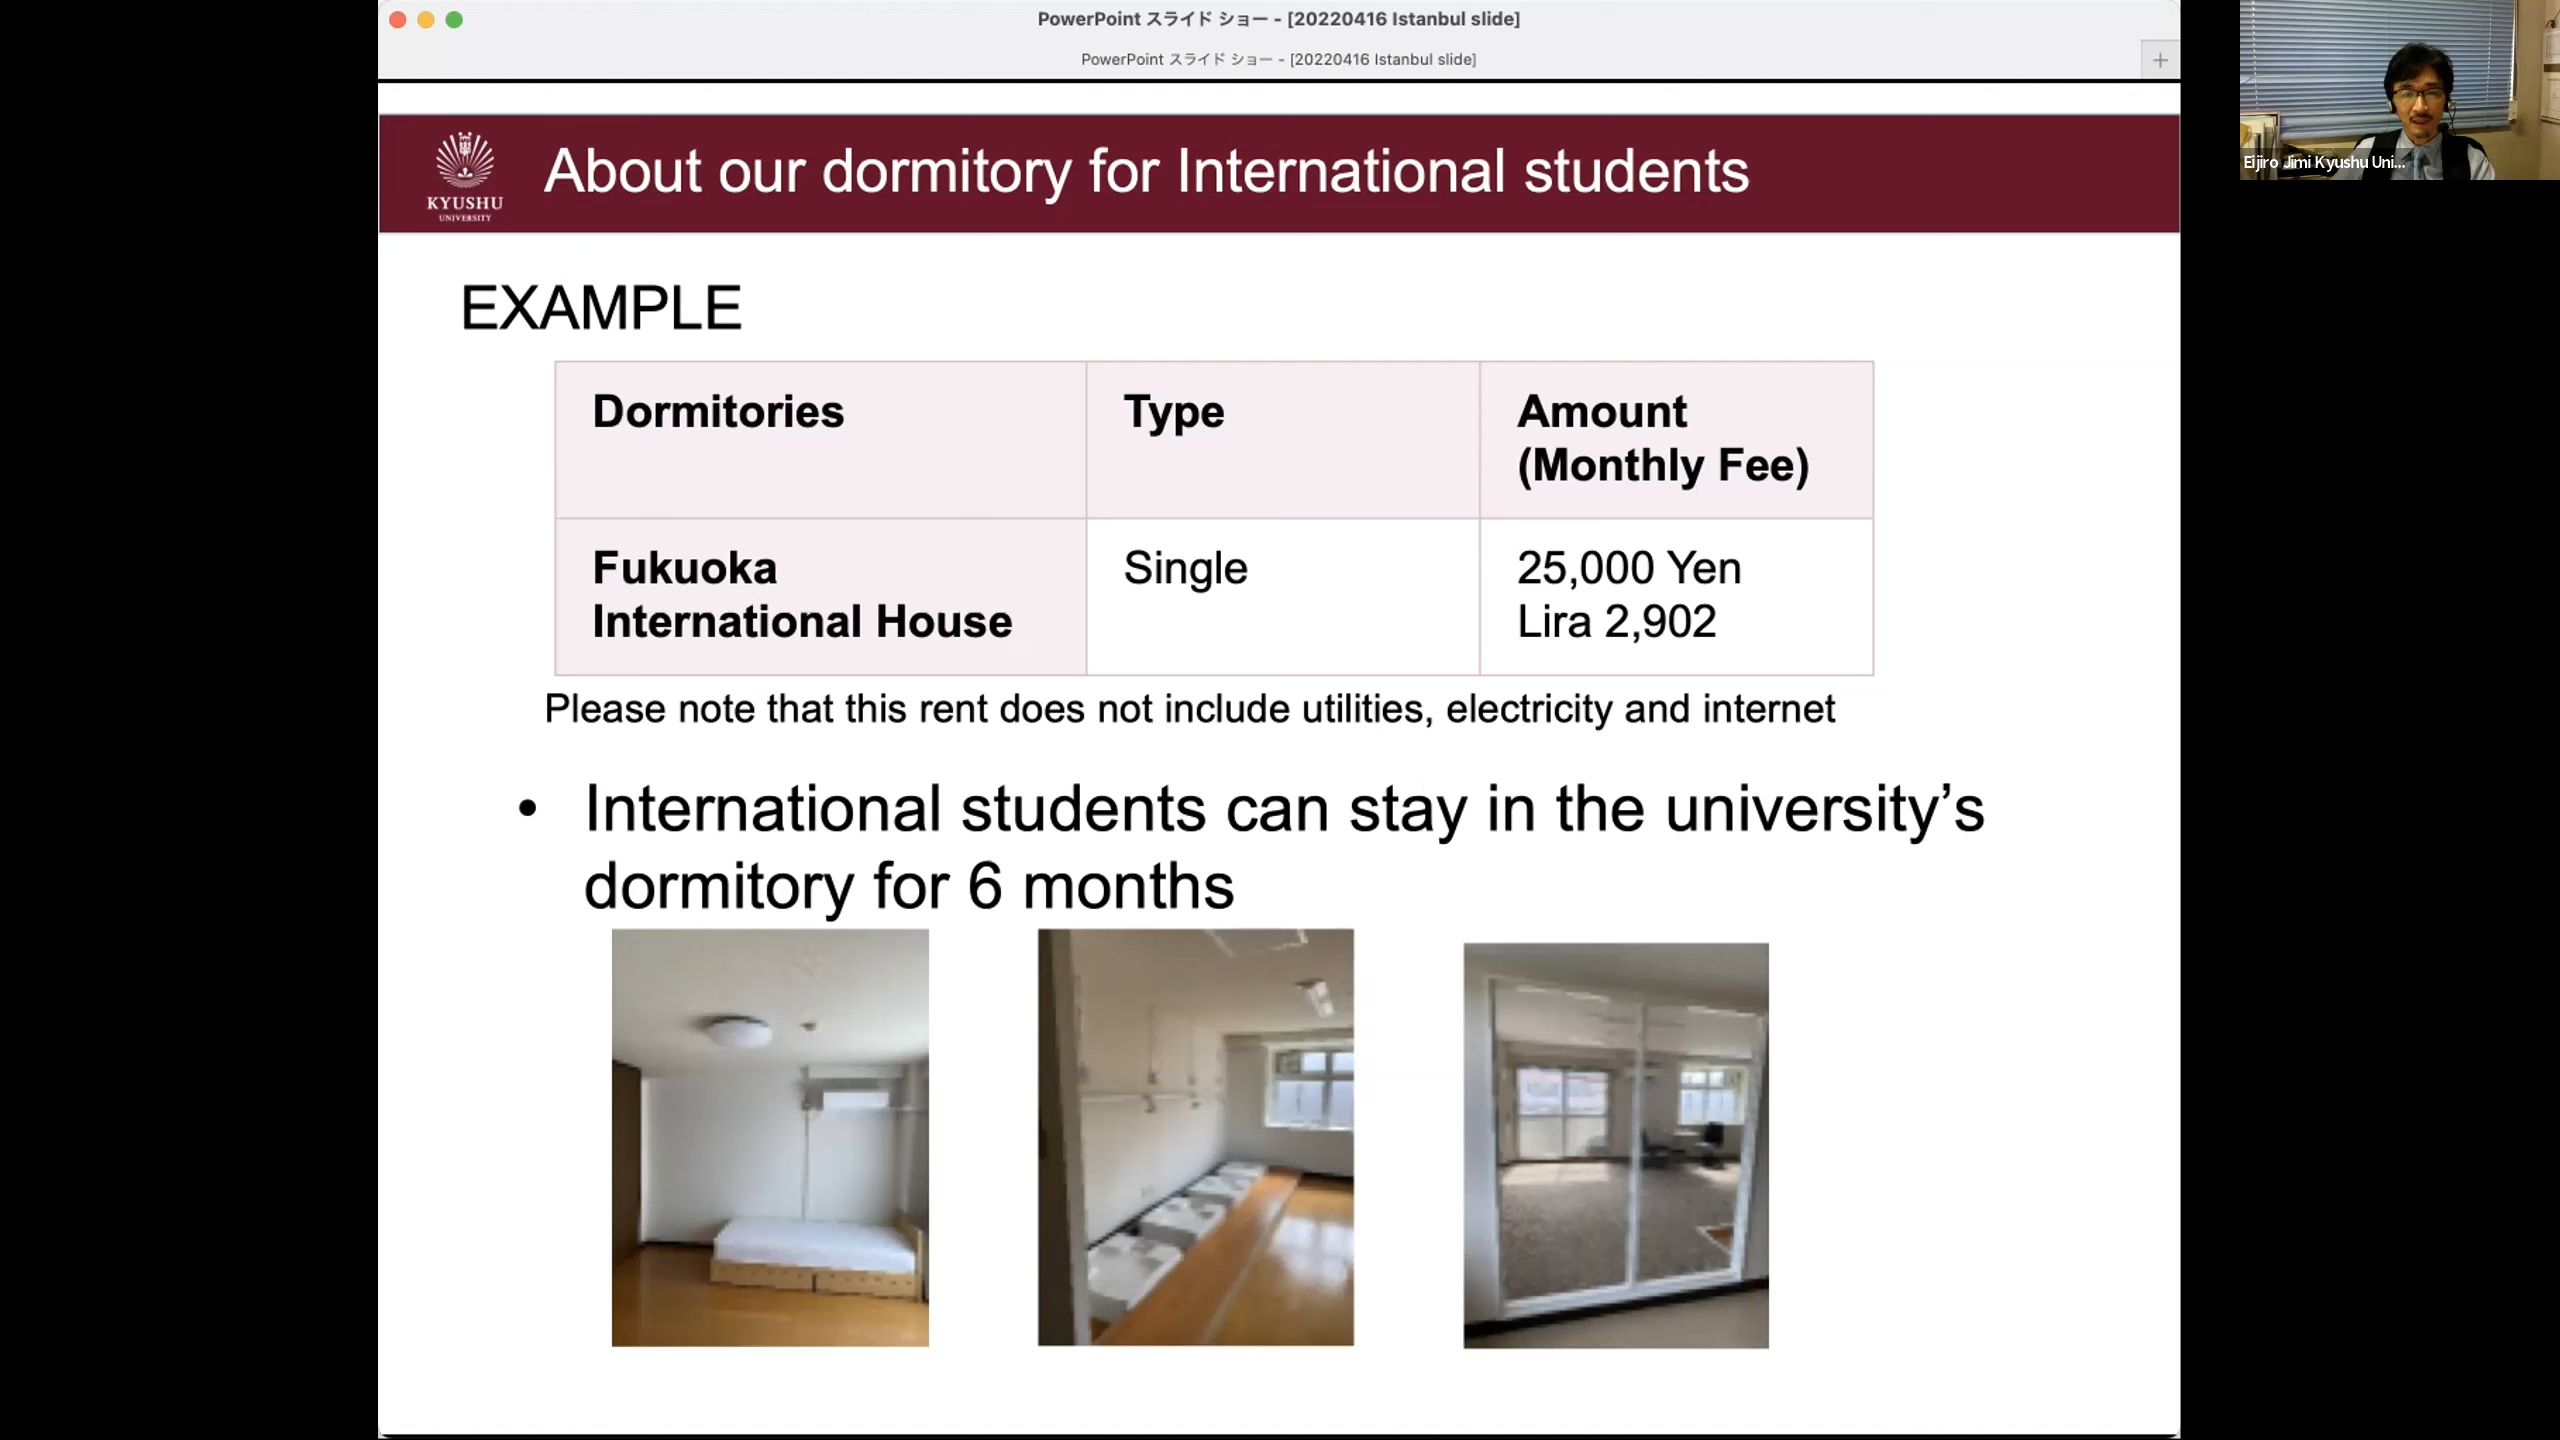 PowerPoint スライド ショー - [20220416 Istanbul slide]
PowerPoint スライド ショー - [20220416 Istanbul slide]
Eijiro Jimi Kyushu Uni...
KYUSHU
UNIVERSITY
About our dormitory for International students
EXAMPLE
Dormitories
Type
Amount
(Monthly Fee)
Fukuoka
International House
Single
25,000 Yen
Lira 2,902
Please note that this rent does not include utilities, electricity and internet
• International students can stay in the university’s
dormitory for 6 months